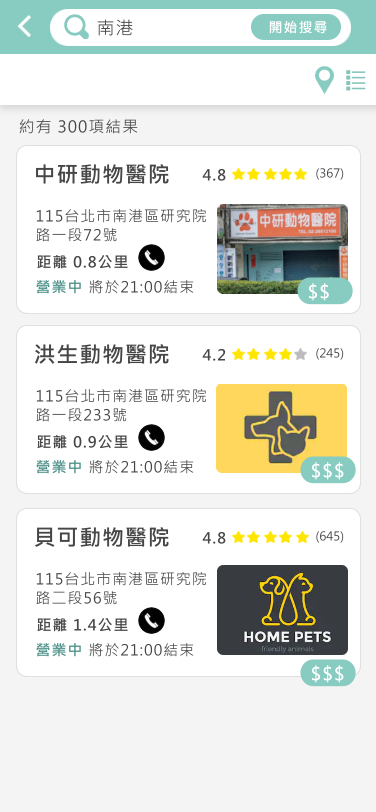 南港
開始搜尋
約有 300項結果
中研動物醫院
4.8
(367)
115台北市南港區研究院
路一段72號
距離 0.8公里
營業中 將於21:00結束
中研動物醫院
$$
洪生動物醫院
4.2
(245)
115台北市南港區研究院
路一段233號
距離 0.9公里
營業中 將於21:00結束
$$$
貝可動物醫院
4.8
(645)
115台北市南港區研究院
路二段56號
距離 1.4公里
營業中 將於21:00結束
HOME PETS
friendly animals
$$$